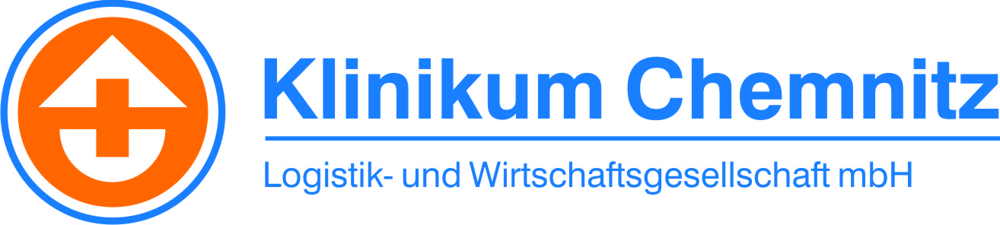 Klinikum Chemnitz
Logistik- und Wirtschaftsgesellschaft mbH